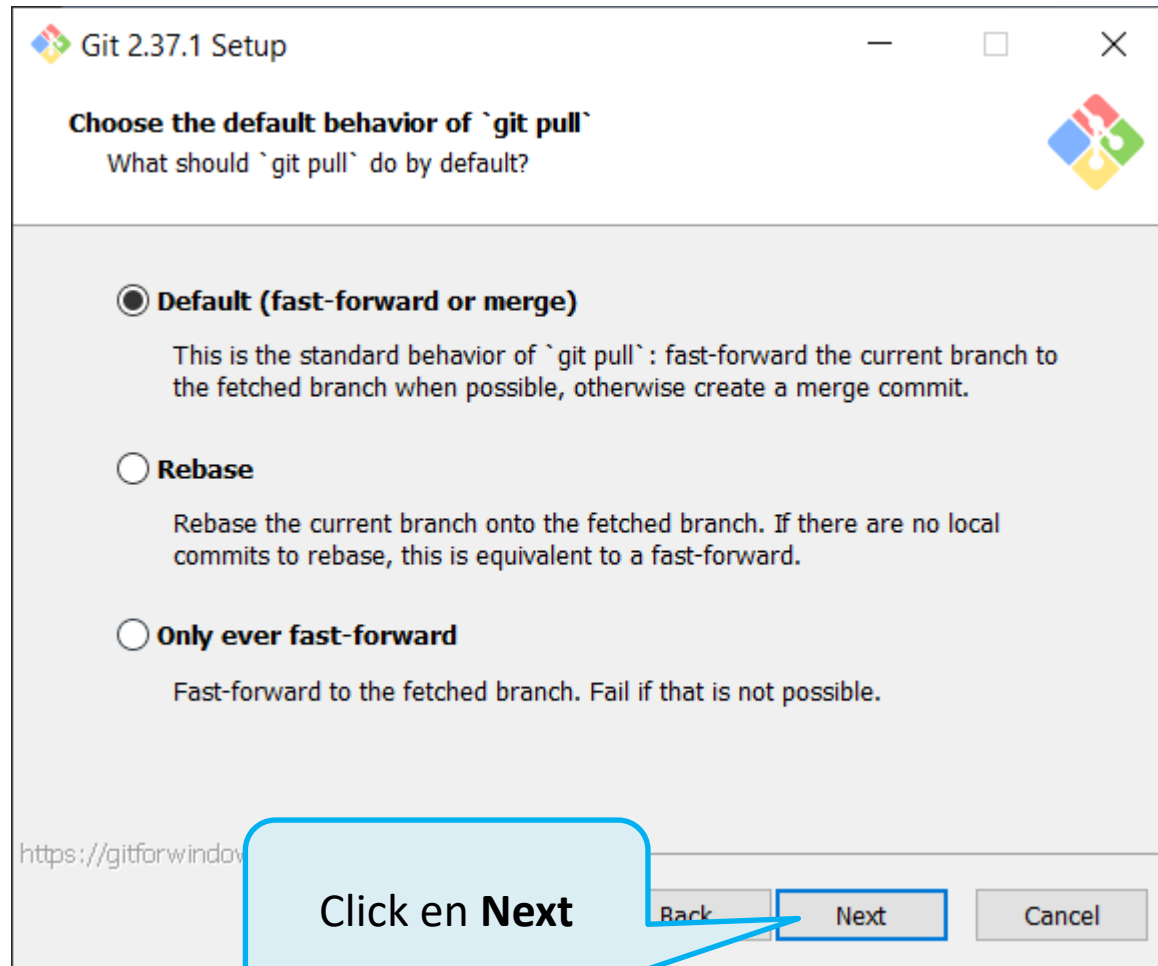 Git 2.37.1 Setup
Choose the default behavior of `git pull`
What should `git pull` do by default?
Default (fast-forward or merge)
This is the standard behavior of `git pull`: fast-forward the current branch to
the fetched branch when possible, otherwise create a merge commit.
Rebase
Rebase the current branch onto the fetched branch. If there are no local
commits to rebase, this is equivalent to a fast-forward.
Only ever fast-forward
Fast-forward to the fetched branch. Fail if that is not possible.
https://gitforwindow
Click en Next
Back
Next
Cancel